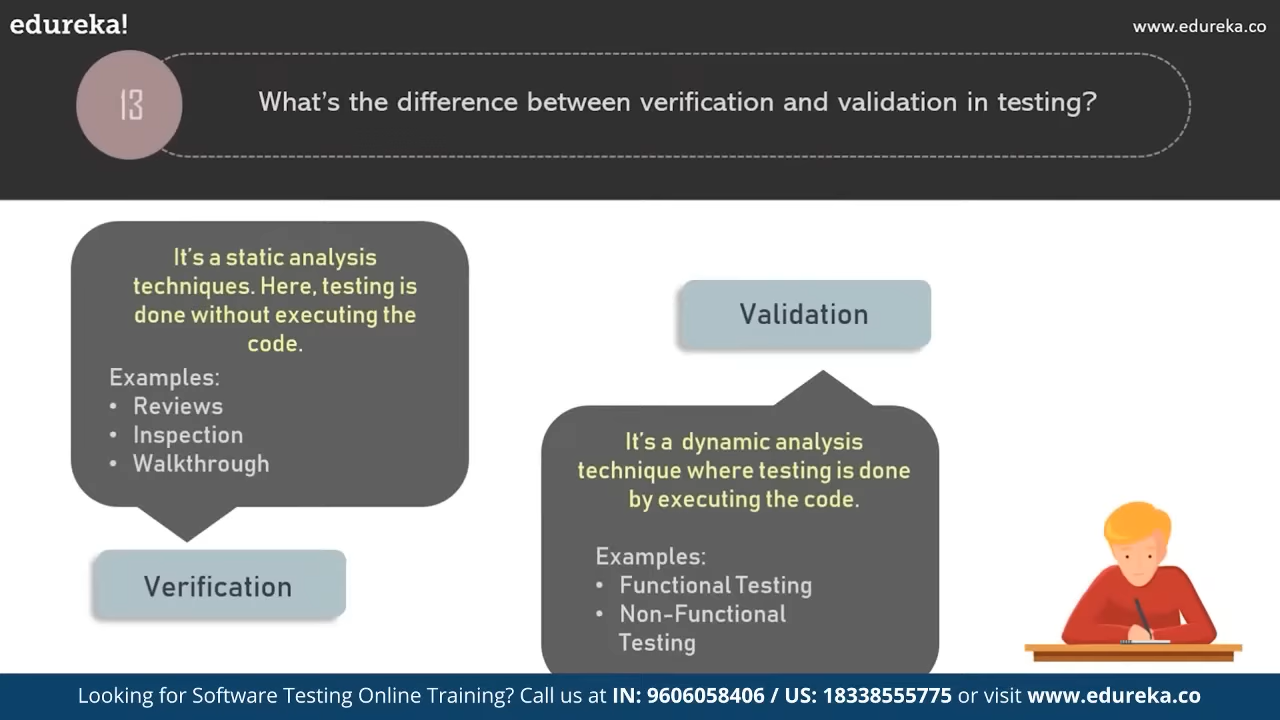 edureka!
www.edureka.co
13
What's the difference between verification and validation in testing?
It's a static analysis
techniques. Here, testing is
done without executing the
code.
Examples:
• Reviews
• Inspection
• Walkthrough
Verification
Validation
It's a dynamic analysis
technique where testing is done
by executing the code.
Examples:
• Functional Testing
• Non-Functional
Testing
Looking for Software Testing Online Training? Call us at IN: 9606058406 / US: 18338555775 or visit www.edureka.co